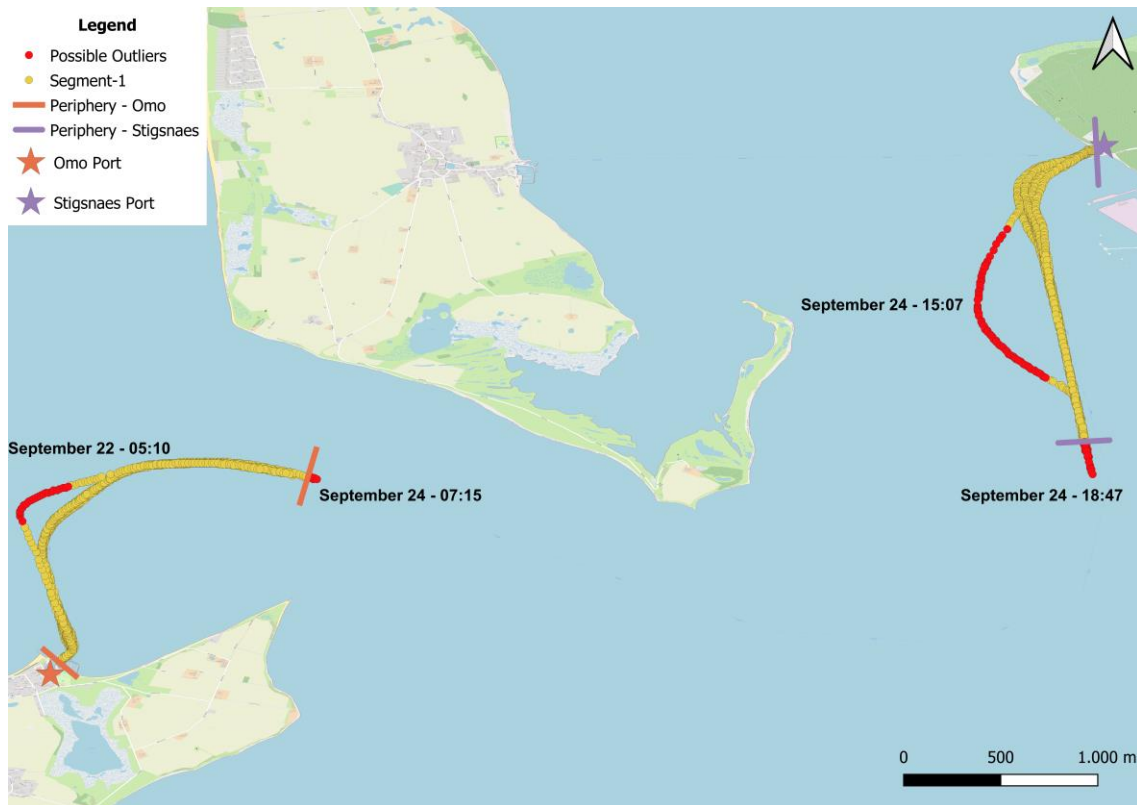 Legend
Possible Outliers
Segment-1
Periphery - Omo
Periphery - Stigsnaes
Omo Port
Stigsnaes Port
September 24 - 15:07
September 22 - 05:10
September 24 - 07:15
September 24 - 18:47
0 500 1.000 m